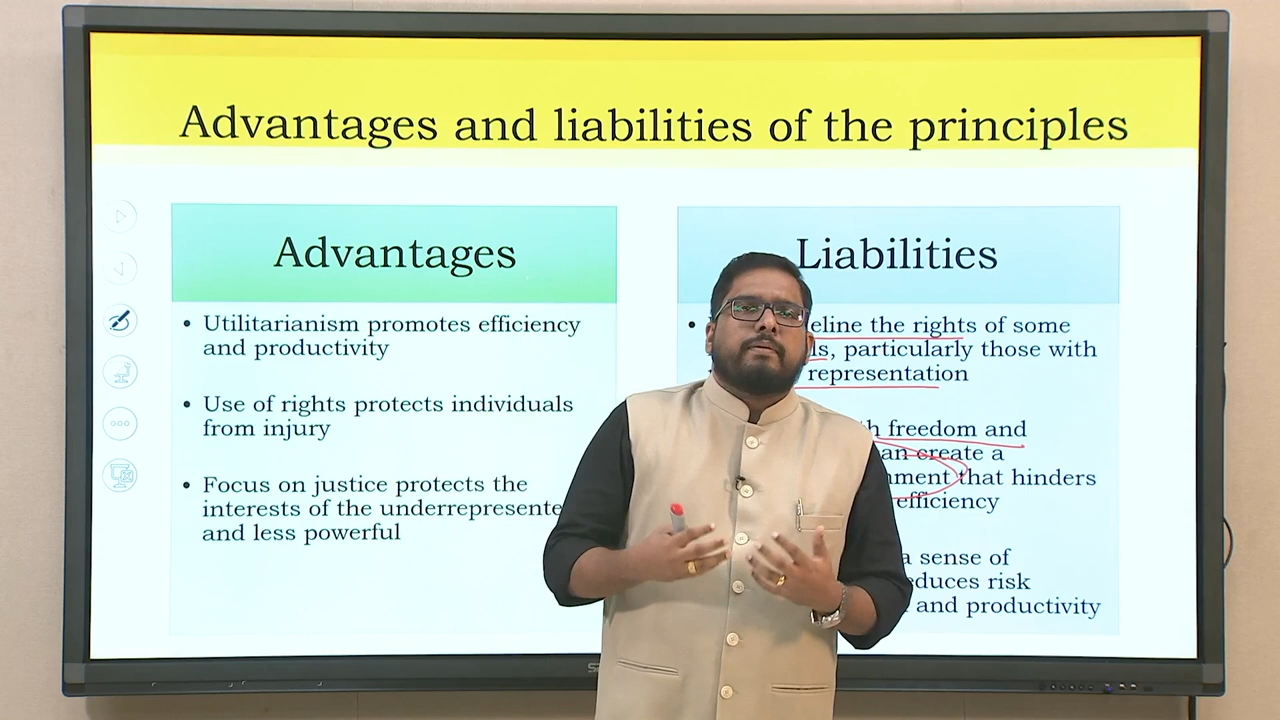 Advantages and liabilities of the principles
Advantages
• Utilitarianism promotes efficiency
and productivity
• Use of rights protects individuals
from injury
• Focus on justice protects the
interests of the underrepresente
and less powerful
Liabilities
• eline the rights of some
ls, particularly those with
representation
h freedom and
an create a
nment that hinders
efficiency
a sense of
educes risk
and productivity